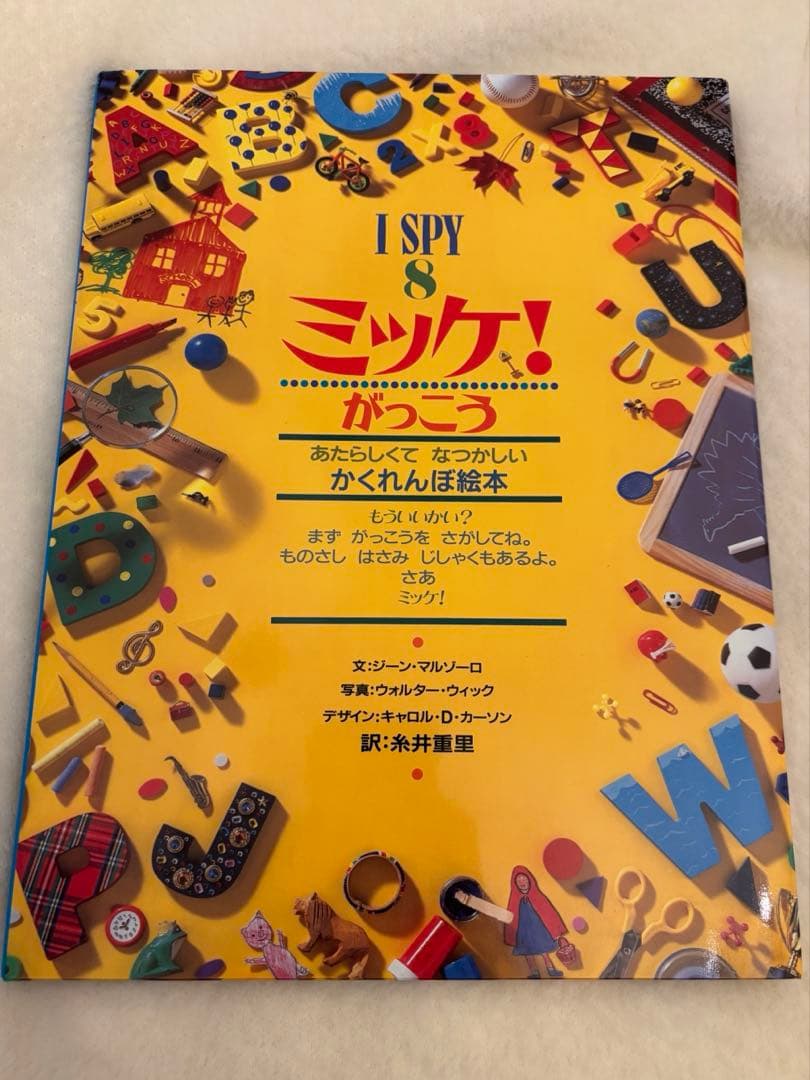 A
B
C
2
8
5
I SPY
8
ミッケ!
がっこう
あたらしくて なつかしい
かくれんぼ絵本
もういいかい?
まず がっこうを さがしてね。
ものさし はさみ じしゃくもあるよ。
さあ
ミッケ!
文:ジーン・マルゾーロ
写真:ウォルター・ウィック
デザイン:キャロル・D・カーソン
訳:糸井重里
U
D
W
P
J